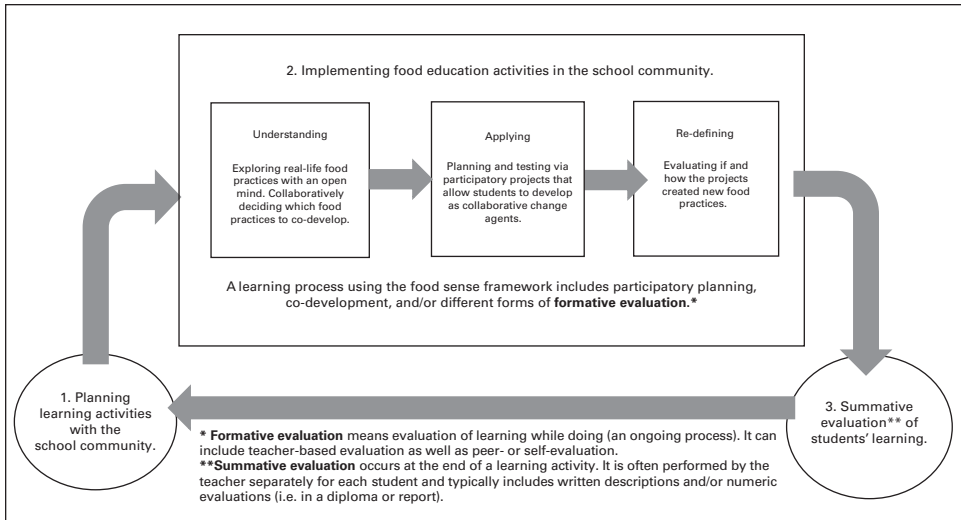 2. Implementing food education activities in the school community.
Understanding
Exploring real-life food
practices with an open
mind. Collaboratively
deciding which food
practices to co-develop.
Applying
Planning and testing via
participatory projects that
allow students to develop
as collaborative change
agents.
Re-defining
Evaluating if and
how the projects
created new food
practices.
A learning process using the food sense framework includes participatory planning,
co-development, and/or different forms of formative evaluation.*
1. Planning
learning activities
with the
school community.
3. Summative
evaluation** of
students' learning.
* Formative evaluation means evaluation of learning while doing (an ongoing process). It can
include teacher-based evaluation as well as peer- or self-evaluation.
**Summative evaluation occurs at the end of a learning activity. It is often performed by the
teacher separately for each student and typically includes written descriptions and/or numeric
evaluations (i.e. in a diploma or report).